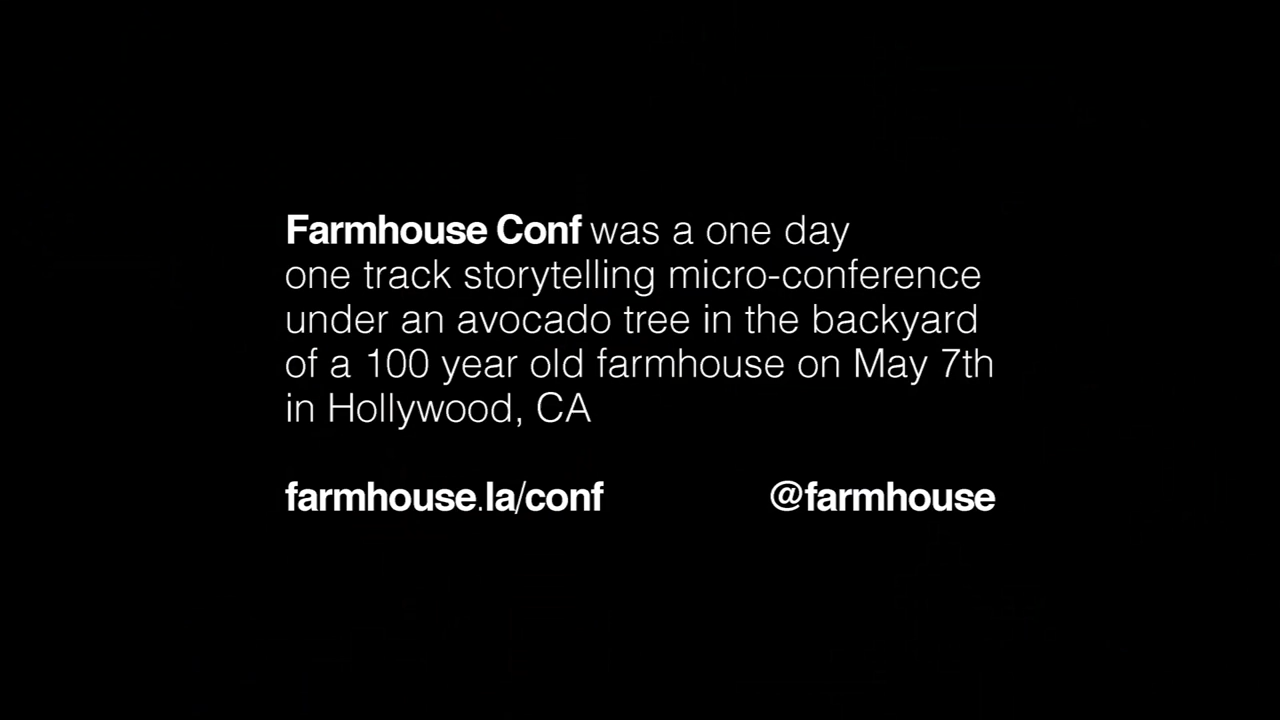 Farmhouse Conf was a one day
one track storytelling micro-conference
under an avocado tree in the backyard
of a 100 year old farmhouse on May 7th
in Hollywood, CA
farmhouse.la/conf @farmhouse